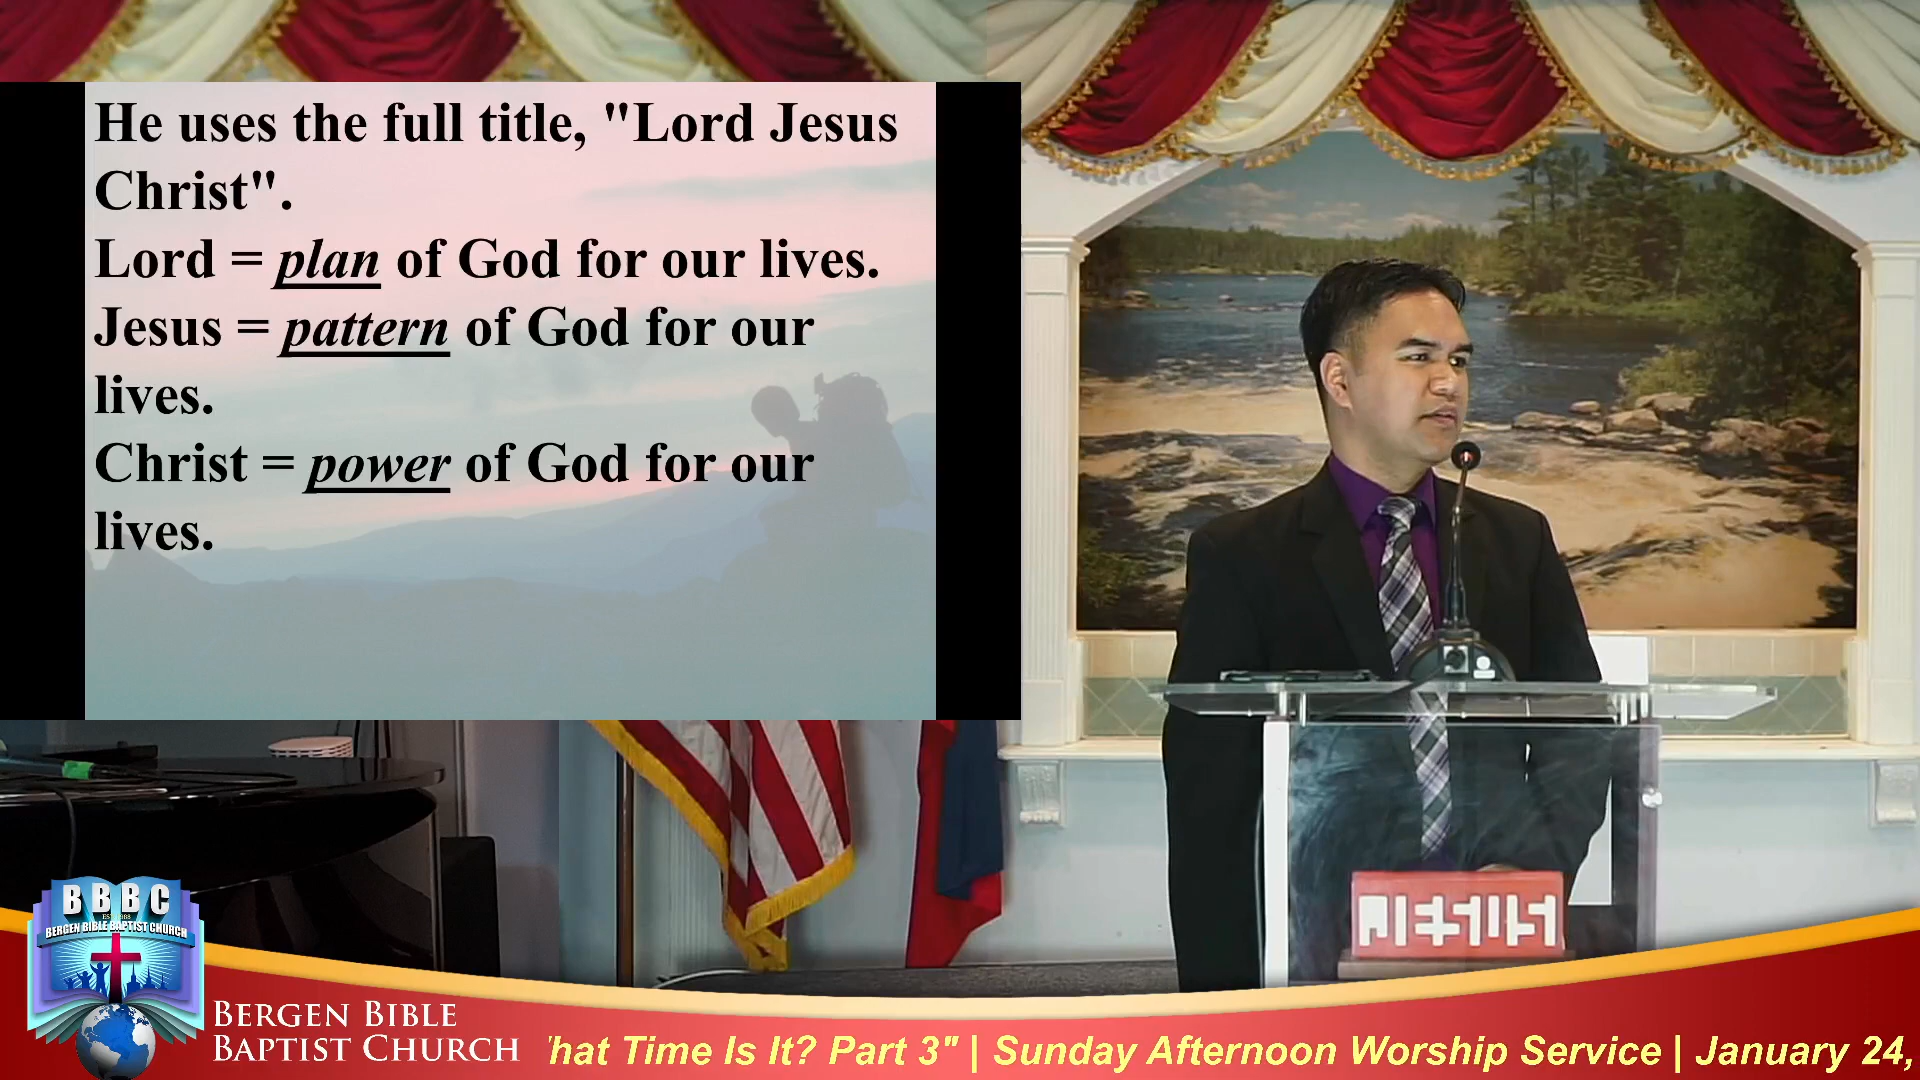 He uses the full title, "Lord Jesus
Christ".
Lord = plan of God for our lives.
Jesus = pattern of God for our
lives.
Christ = power of God for our
lives.
BBBC
BERGEN BIBLE BAPTIST CHURCH
BERGEN BIBLE
BAPTIST CHURCH
hat Time Is It? Part 3" | Sunday Afternoon Worship Service | January 24,